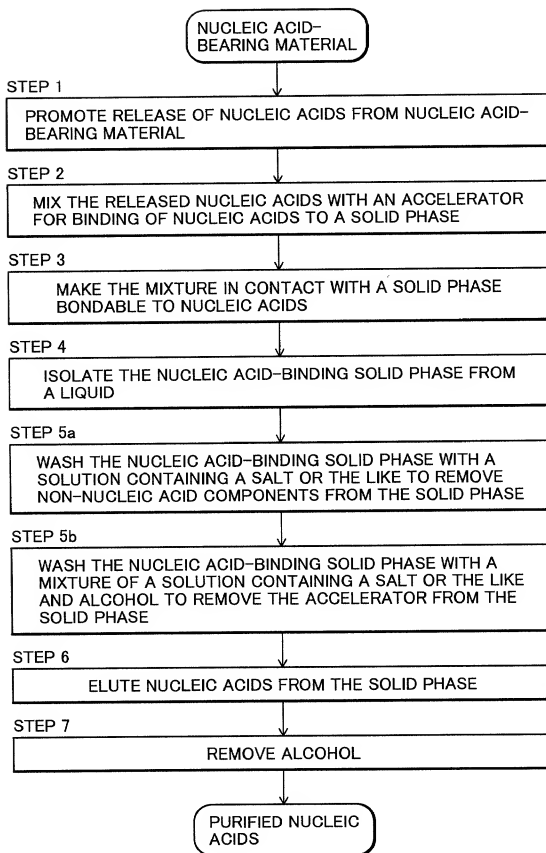 NUCLEIC ACID-
BEARING MATERIAL
STEP 1
PROMOTE RELEASE OF NUCLEIC ACIDS FROM NUCLEIC ACID-
BEARING MATERIAL
STEP 2
MIX THE RELEASED NUCLEIC ACIDS WITH AN ACCELERATOR
FOR BINDING OF NUCLEIC ACIDS TO A SOLID PHASE
STEP 3
MAKE THE MIXTURE IN CONTACT WITH A SOLID PHASE
BONDABLE TO NUCLEIC ACIDS
STEP 4
ISOLATE THE NUCLEIC ACID-BINDING SOLID PHASE FROM
A LIQUID
STEP 5a
WASH THE NUCLEIC ACID-BINDING SOLID PHASE WITH A
SOLUTION CONTAINING A SALT OR THE LIKE TO REMOVE
NON-NUCLEIC ACID COMPONENTS FROM THE SOLID PHASE
STEP 5b
WASH THE NUCLEIC ACID-BINDING SOLID PHASE WITH A
MIXTURE OF A SOLUTION CONTAINING A SALT OR THE LIKE
AND ALCOHOL TO REMOVE THE ACCELERATOR FROM THE
SOLID PHASE
STEP 6
ELUTE NUCLEIC ACIDS FROM THE SOLID PHASE
STEP 7
REMOVE ALCOHOL
PURIFIED NUCLEIC
ACIDS